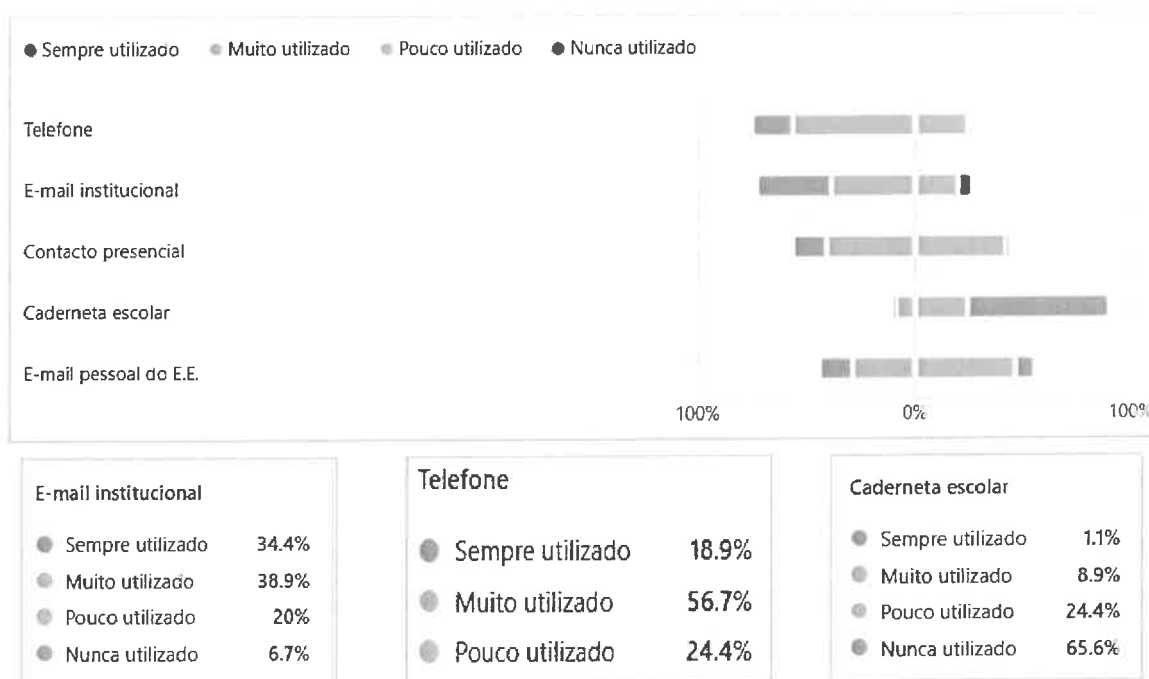 Sempre utilizado Muito utilizado Pouco utilizado Nunca utilizado
Telefone
E-mail institucional
Contacto presencial
Caderneta escolar
E-mail pessoal do E.E.
100% 0% 100%
E-mail institucional
Sempre utilizado 34.4%
Muito utilizado 38.9%
Pouco utilizado 20%
Nunca utilizado 6.7%
Telefone
Sempre utilizado 18.9%
Muito utilizado 56.7%
Pouco utilizado 24.4%
Caderneta escolar
Sempre utilizado 1.1%
Muito utilizado 8.9%
Pouco utilizado 24.4%
Nunca utilizado 65.6%